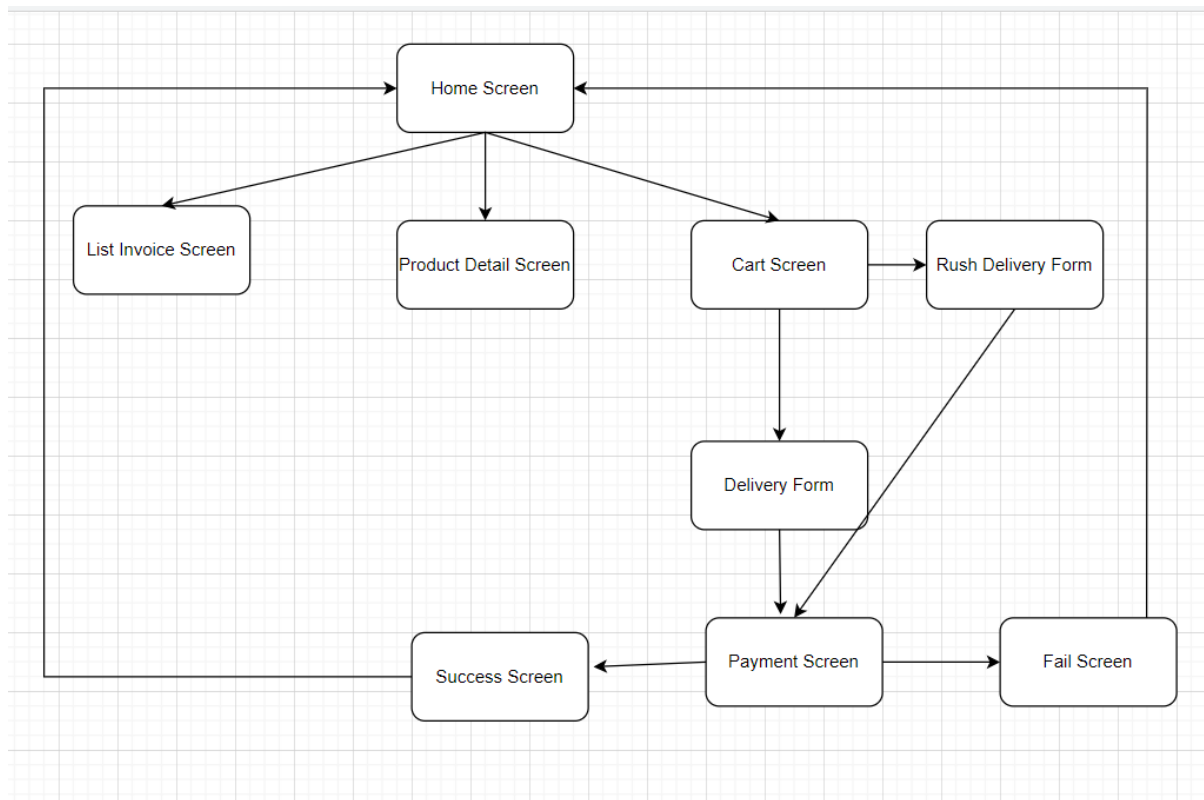 Home Screen
List Invoice Screen
Product Detail Screen
Cart Screen
Rush Delivery Form
Delivery Form
Success Screen
Payment Screen
Fail Screen